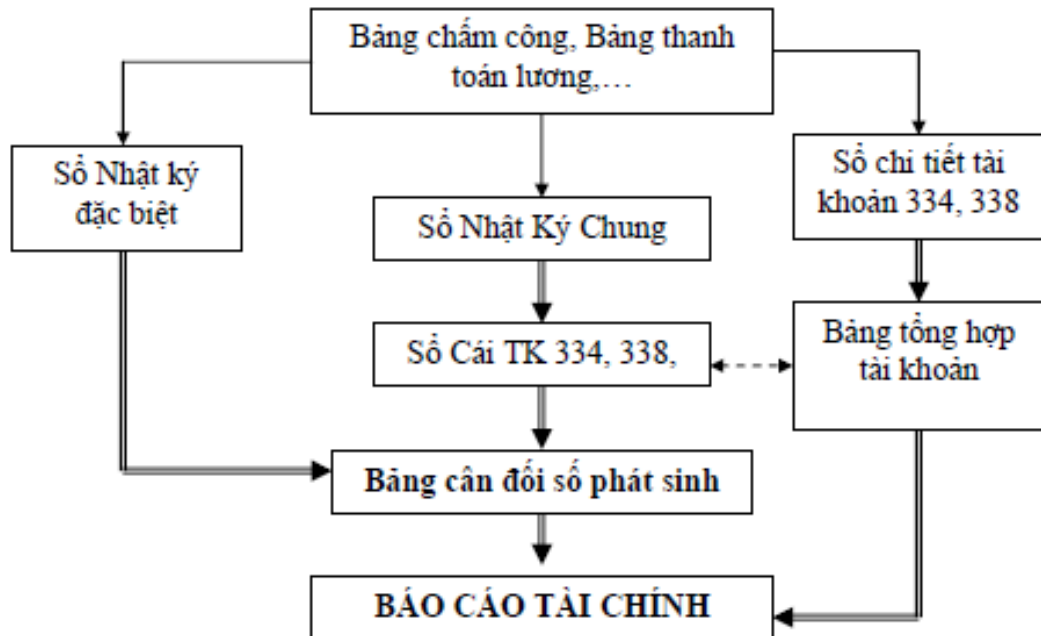 Bảng chấm công, Bảng thanh
toán lương,…
Sổ Nhật ký
đặc biệt
Sổ Nhật Ký Chung
Sổ chi tiết tài
khoản 334, 338
Sổ Cái TK 334, 338,
Bảng tổng hợp
tài khoản
Bảng cân đối số phát sinh
BÁO CÁO TÀI CHÍNH